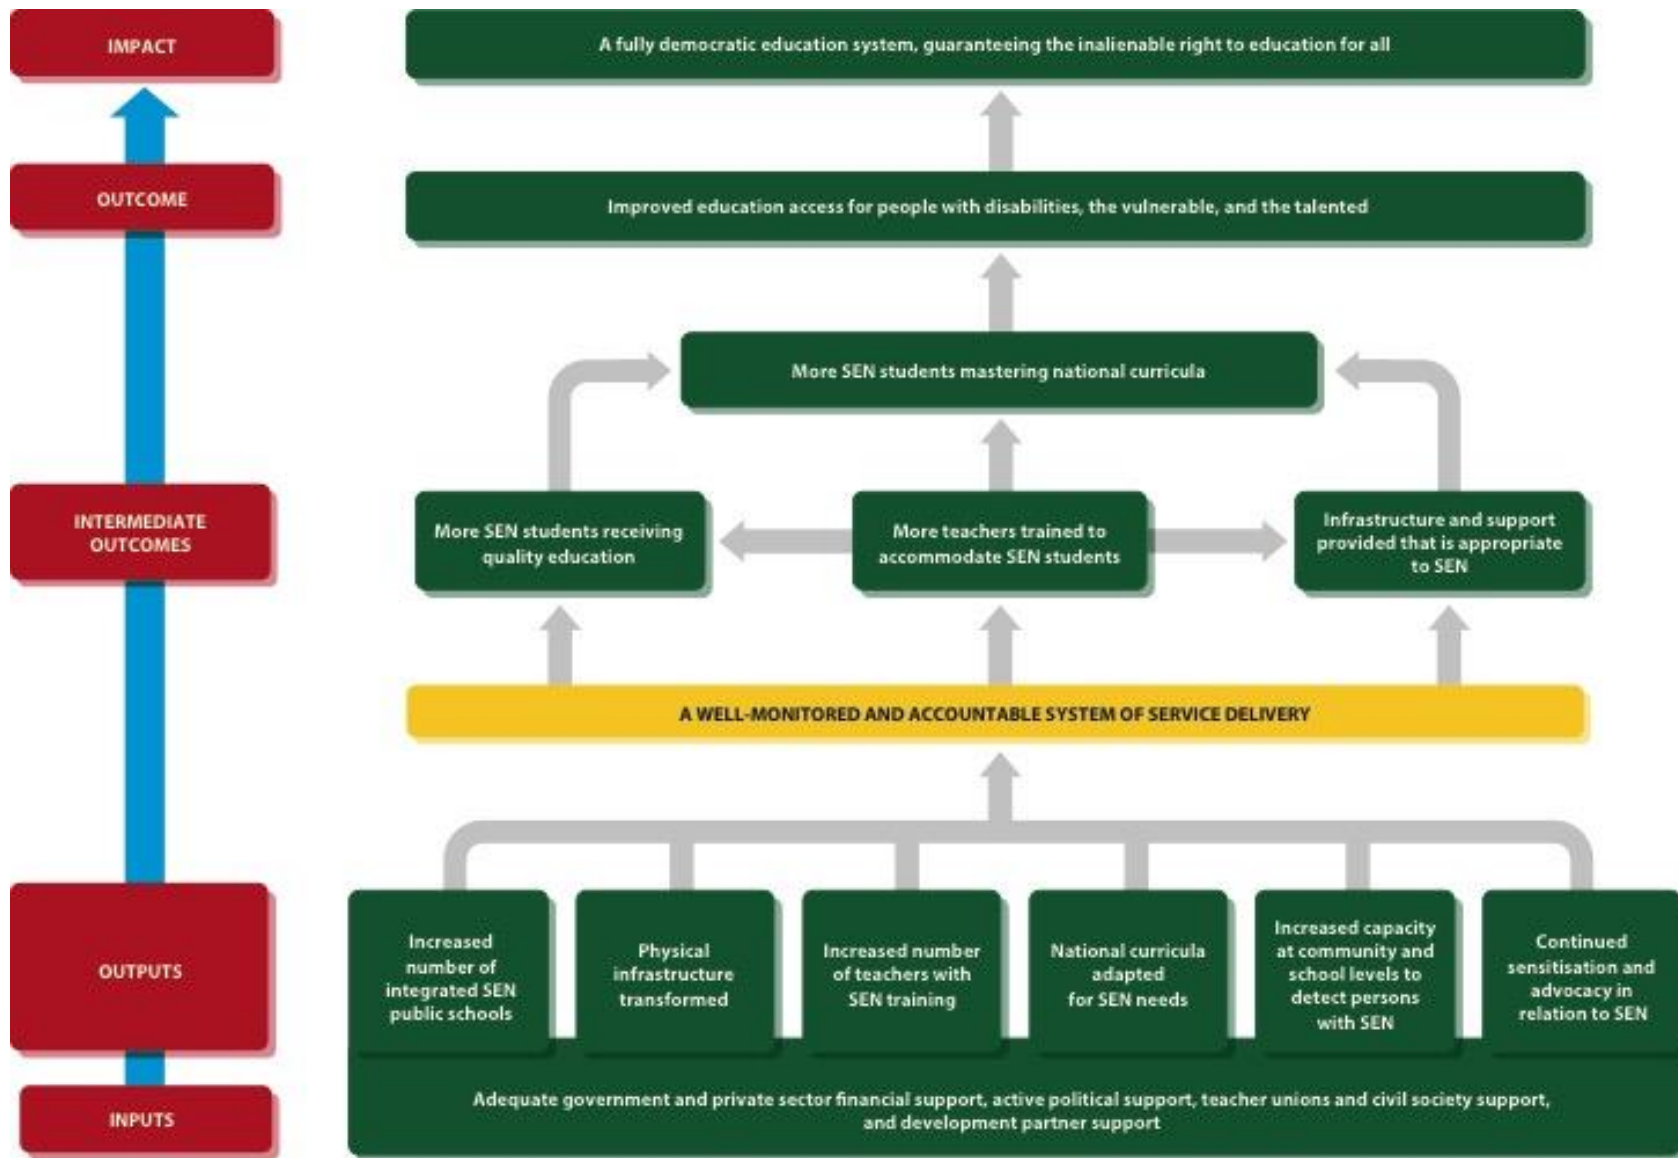 IMPACT
A fully democratic education system, guaranteeing the inalienable right to education for all
OUTCOME
Improved education access for people with disabilities, the vulnerable, and the talented
More SEN students mastering national curricula
INTERMEDIATE
OUTCOMES
More SEN students receiving
quality education
More teachers trained to
accommodate SEN students
Infrastructure and support
provided that is appropriate
to SEN
A WELL-MONITORED AND ACCOUNTABLE SYSTEM OF SERVICE DELIVERY
OUTPUTS
Increased
number of
integrated SEN
public schools
Physical
infrastructure
transformed
Increased number
of teachers with
SEN training
National curricula
adapted
for SEN needs
Increased capacity
at community and
school levels to
detect persons
with SEN
Continued
sensitisation and
advocacy in
relation to SEN
INPUTS
Adequate government and private sector financial support, active political support, teacher unions and civil society support,
and development partner support